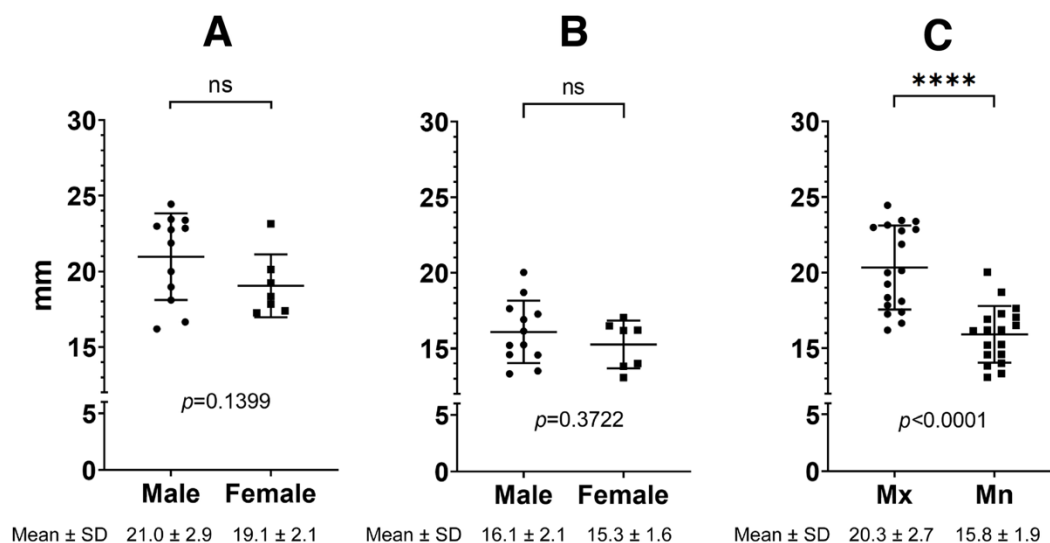 A
B
C
ns
ns
****
mm
30
25
20
15
5
0
30
25
20
15
5
0
30
25
20
15
5
0
p=0.1399
p=0.3722
p<0.0001
Male Female
Male Female
Mx Mn
Mean ± SD 21.0 ± 2.9 19.1 ± 2.1
Mean ± SD 16.1 ± 2.1 15.3 ± 1.6
Mean ± SD 20.3 ± 2.7 15.8 ± 1.9